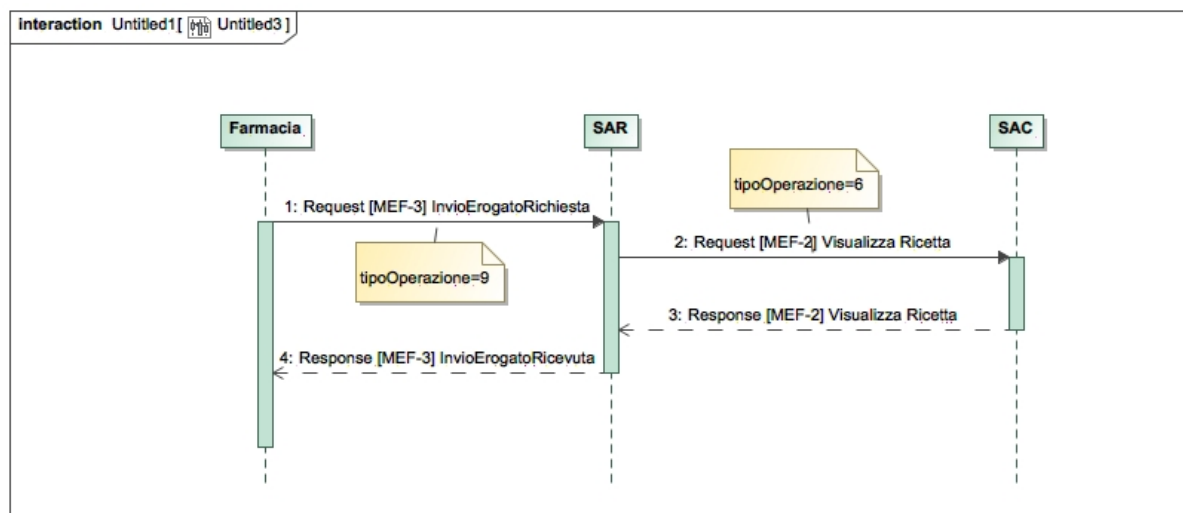 interaction Untitled1[ Untitled3 ]
Farmacia
SAR
SAC
tipoOperazione=6
1: Request [MEF-3] InvioErogatoRichiesta
2: Request [MEF-2] Visualizza Ricetta
tipoOperazione=9
3: Response [MEF-2] Visualizza Ricetta
4: Response [MEF-3] InvioErogatoRicevuta